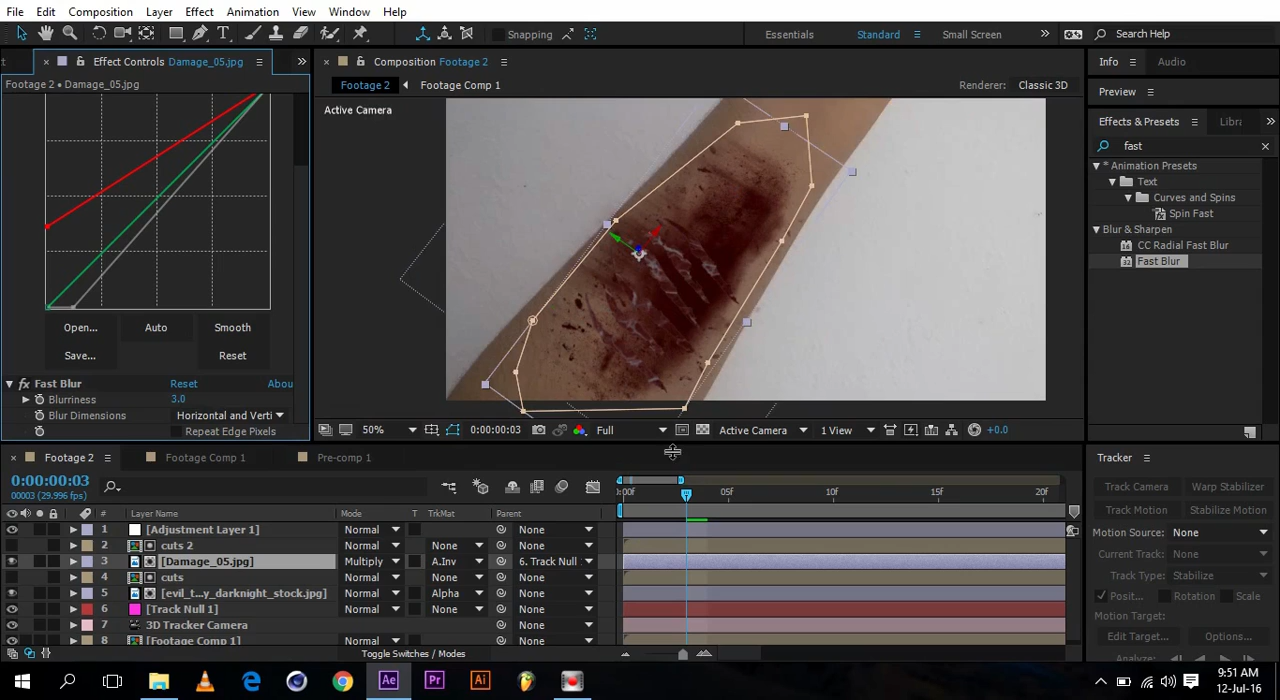 File Edit Composition Layer Effect Animation View Window Help
Snapping Essentials Standard Small Screen Search Help
Effect Controls Damage_05.jpg
Footage 2 • Damage_05.jpg
Open... Auto Smooth
Save... Reset
fx Fast Blur Reset Abou
Blurriness 3.0
Blur Dimensions Horizontal and Verti
Repeat Edge Pixels
Composition Footage 2
Footage 2 Footage Comp 1 Renderer: Classic 3D
Active Camera
50% 0:00:00:03 Full Active Camera 1 View +0.0
Info Audio
Preview
Effects & Presets Libra
fast
* Animation Presets
Text
Curves and Spins
Spin Fast
Blur & Sharpen
CC Radial Fast Blur
Fast Blur
Footage 2 Footage Comp 1 Pre-comp 1
0:00:00:03
00003 (29.996 fps)
:00f 05f 10f 15f 20f
# Layer Name Mode T TrkMat Parent
1 [Adjustment Layer 1] Normal None
2 cuts 2 Normal None None
3 [Damage_05.jpg] Multiply A.Inv 6. Track Null
4 cuts Normal None None
5 [evil_t...y_darknight_stock.jpg] Normal Alpha None
6 [Track Null 1] Normal None None
7 3D Tracker Camera None
8 [Footage Comp 1] Normal None
Toggle Switches / Modes
Tracker
Track Camera Warp Stabilizer
Track Motion Stabilize Motion
Motion Source: None
Current Track: None
Track Type: Stabilize
Posit... Rotation Scale
Motion Target:
Edit Target... Options...
Analyze:
Ae Pr Ai
9:51 AM
12-Jul-16